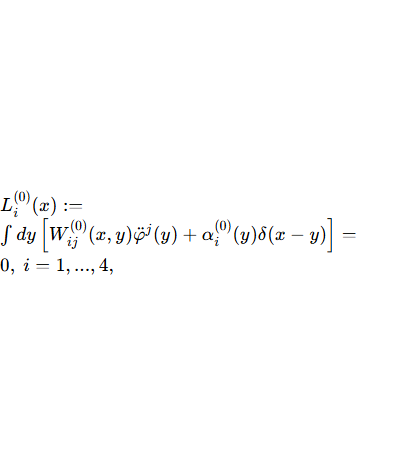 $L_i^{(0)}(x) :=$
$\int dy \left[ W_{ij}^{(0)}(x, y) \ddot{\varphi}^j(y) + \alpha_i^{(0)}(y) \delta(x - y) \right] =$
$0, \; i = 1, ..., 4,$